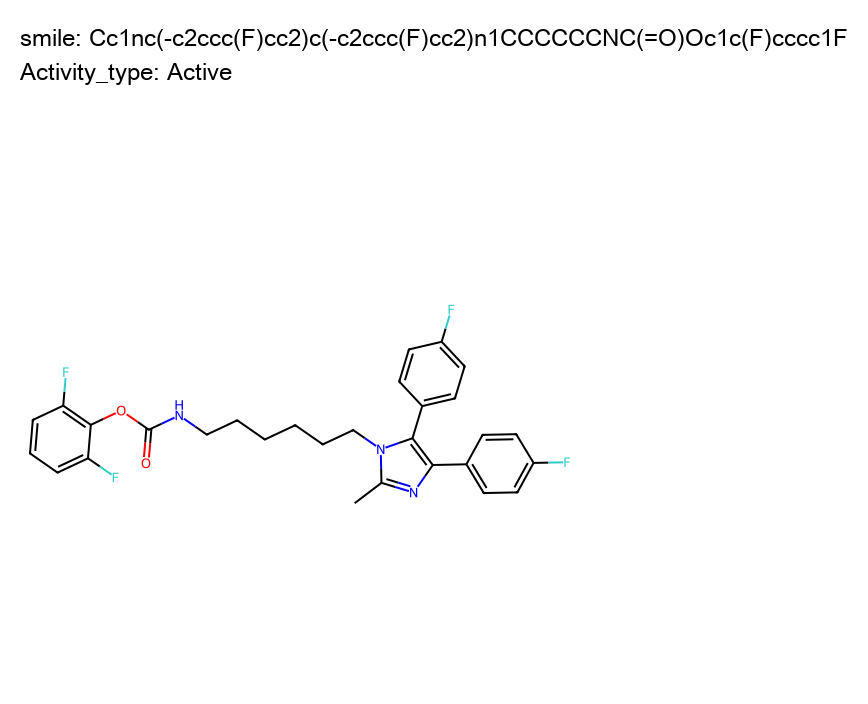 smile: Cc1nc(-c2ccc(F)cc2)c(-c2ccc(F)cc2)n1CCCCCCNC(=O)Oc1c(F)cccc1F
Activity_type: Active
F
F
F
O
H
N
N
F
O
F
N